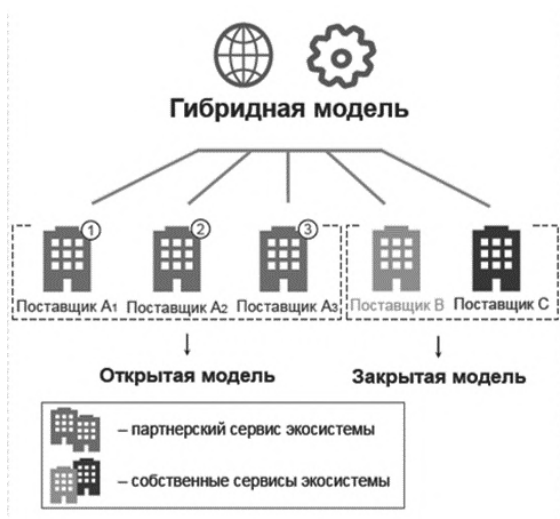 Гибридная модель
1 2 3
Поставщик A1 Поставщик A2 Поставщик A3 Поставщик B Поставщик C
Открытая модель Закрытая модель
– партнерский сервис экосистемы
– собственные сервисы экосистемы